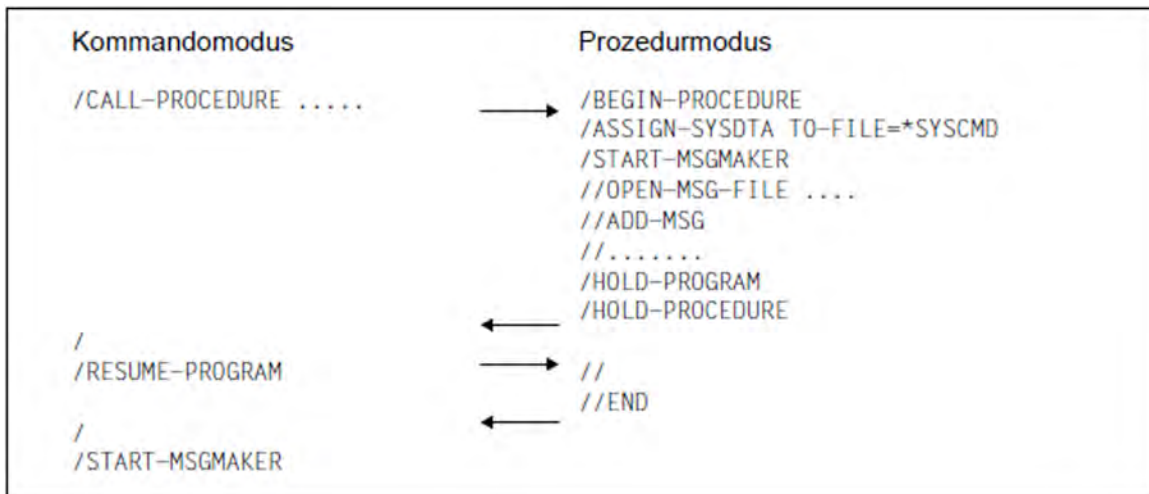 Kommandomodus Prozedurmodus
/CALL-PROCEDURE ..... /BEGIN-PROCEDURE
/ASSIGN-SYSDTA TO-FILE=*SYSCMD
/START-MSGMAKER
//OPEN-MSG-FILE ....
//ADD-MSG
//.......
/HOLD-PROGRAM
/HOLD-PROCEDURE
/
/RESUME-PROGRAM //
//END
/
/START-MSGMAKER